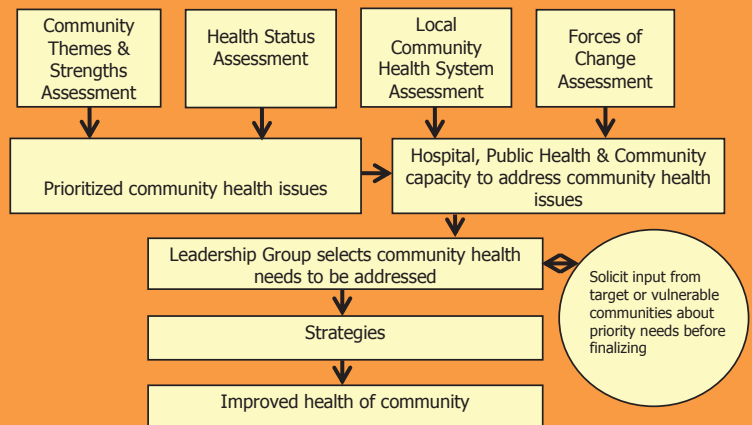 Community
Themes &
Strengths
Assessment
Health Status
Assessment
Local
Community
Health System
Assessment
Forces of
Change
Assessment
Prioritized community health issues
Hospital, Public Health & Community
capacity to address community health
issues
Leadership Group selects community health
needs to be addressed
Solicit input from
target or vulnerable
communities about
priority needs before
finalizing
Strategies
Improved health of community